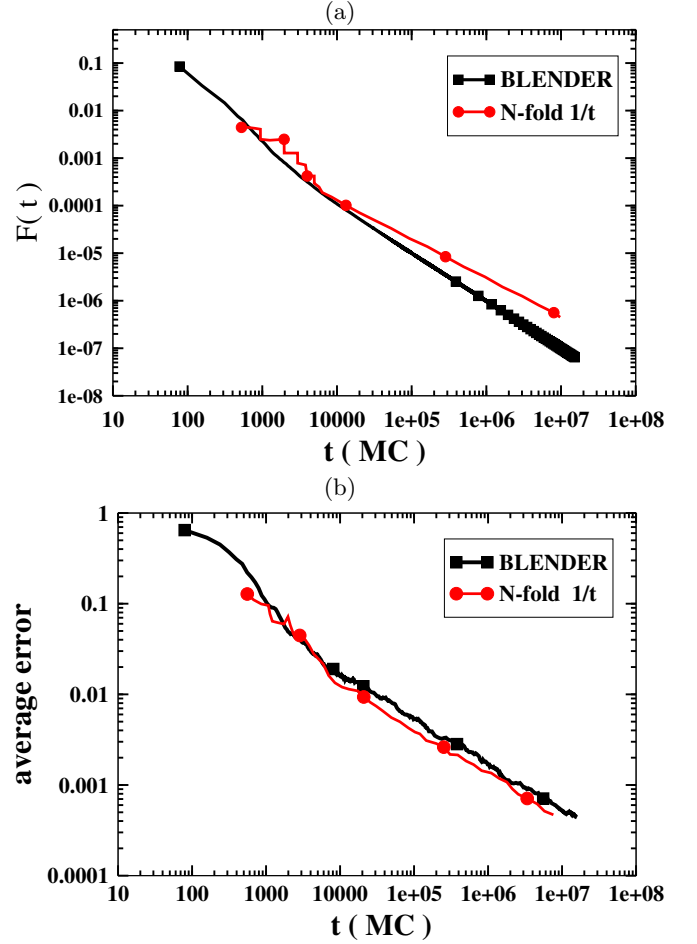 (a)
0.1
0.01
0.001
0.0001
1e-05
1e-06
1e-07
1e-08
F( t )
BLENDER
N-fold 1/t
10 100 1000 10000 1e+05 1e+06 1e+07 1e+08
t ( MC )
(b)
1
0.1
0.01
0.001
0.0001
average error
BLENDER
N-fold 1/t
10 100 1000 10000 1e+05 1e+06 1e+07 1e+08
t ( MC )